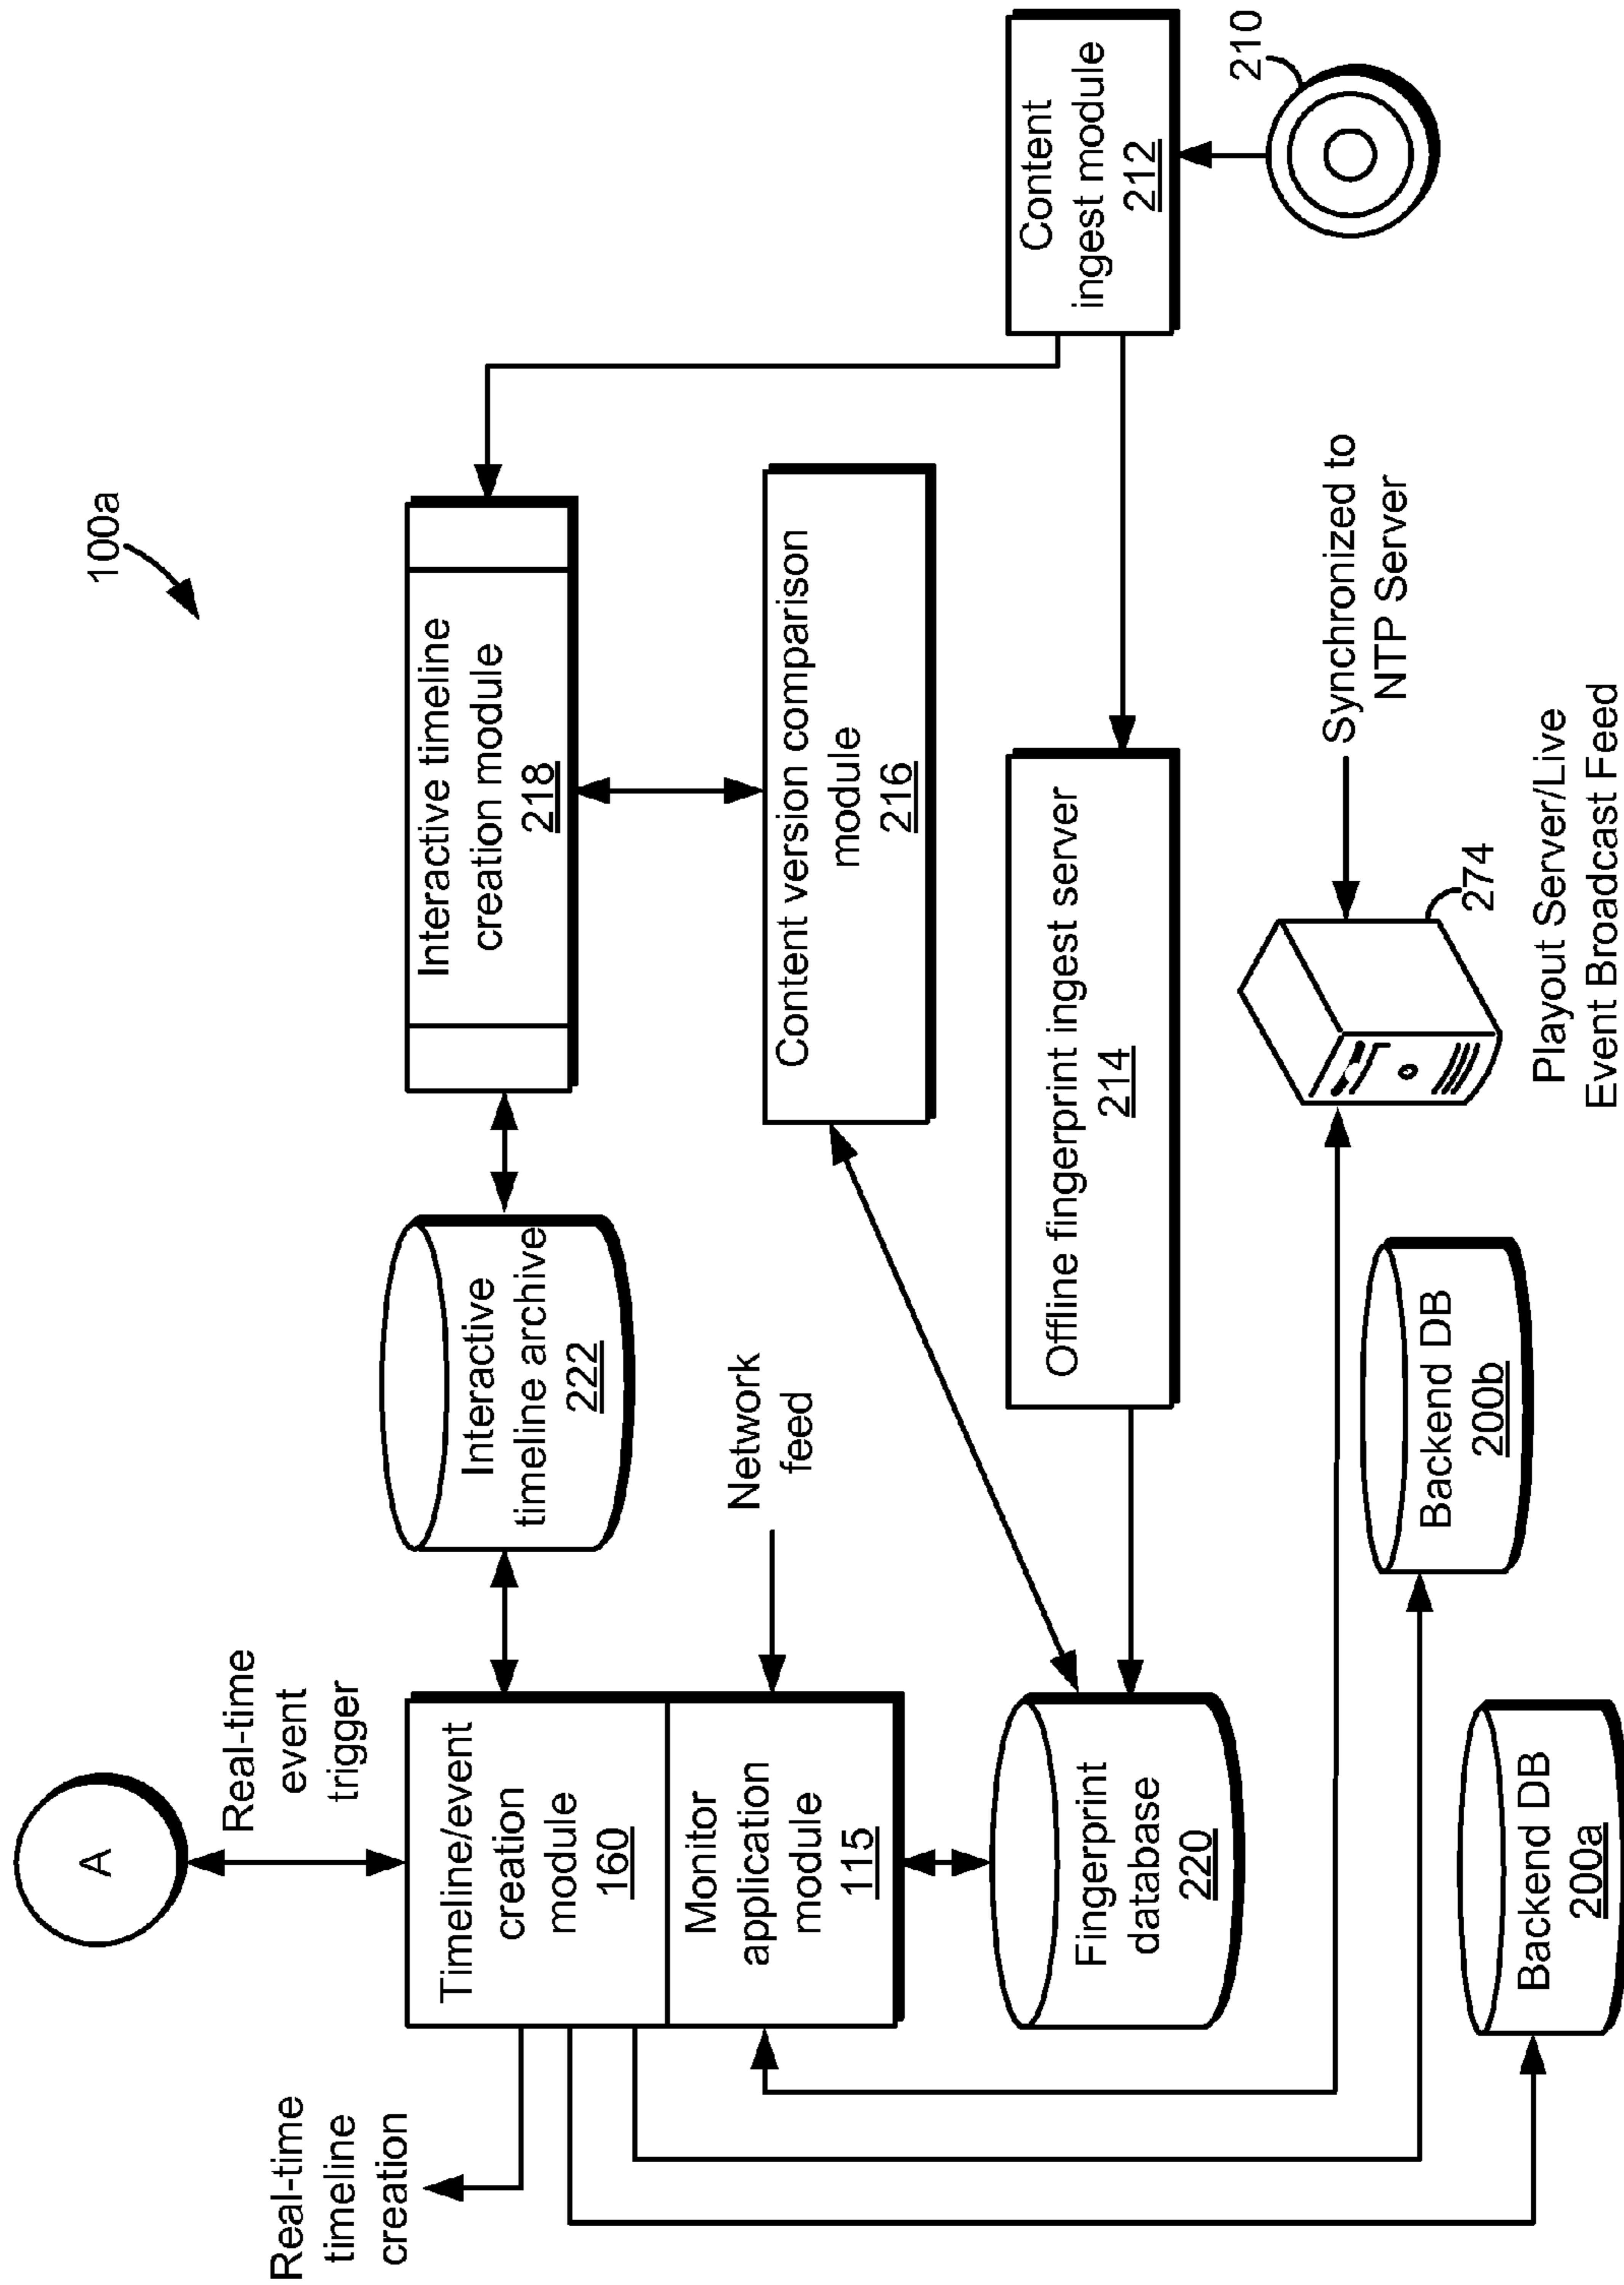 100a
A
Real-time
event
trigger
Real-time
timeline
creation
Timeline/event
creation
module
160
Monitor
application
module
115
Interactive
timeline archive
222
Interactive timeline
creation module
218
Network
feed
Content version comparison
module
216
Fingerprint
database
220
Offline fingerprint ingest server
214
Content
ingest module
212
210
Backend DB
200a
Backend DB
200b
274
Synchronized to
NTP Server
Playout Server/Live
Event Broadcast Feed